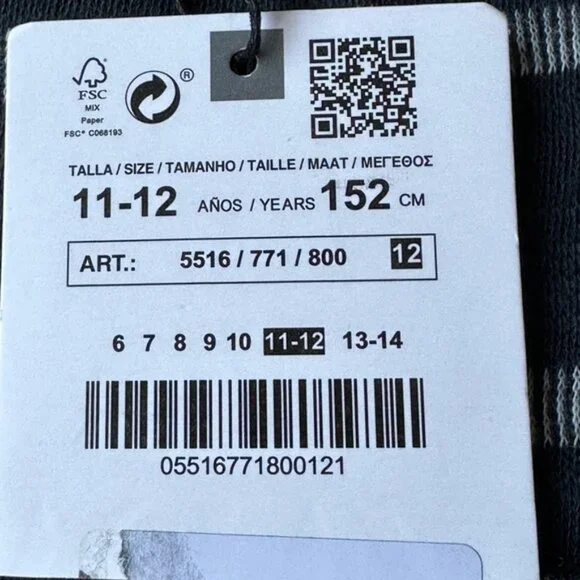 FSC
MIX
Paper
FSC® C068193
®
TALLA / SIZE / TAMANHO / TAILLE / MAAT / ΜΕΓΕΘΟΣ
11-12 AÑOS / YEARS 152 CM
ART.: 5516 / 771 / 800 12
6 7 8 9 10 11-12 13-14
05516771800121